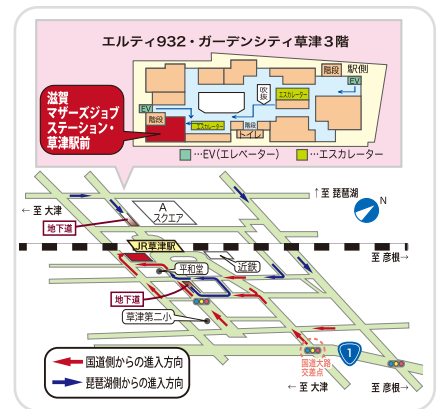 エルティ932・ガーデンシティ草津３階
階段
駅側
EV
吹抜
エスカレーター
滋賀
マザーズジョブ
ステーション・
草津駅前
EV
階段
エスカレーター
階段
トイレ
…EV(エレベーター)
…エスカレーター
↑至 琵琶湖
← 至 大津
A
スクエア
地下道
JR草津駅
至 彦根→
平和堂
近鉄
地下道
草津第二小
国道側からの進入方向
琵琶湖側からの進入方向
国道大路
交差点
1
← 至 大津
至 彦根→